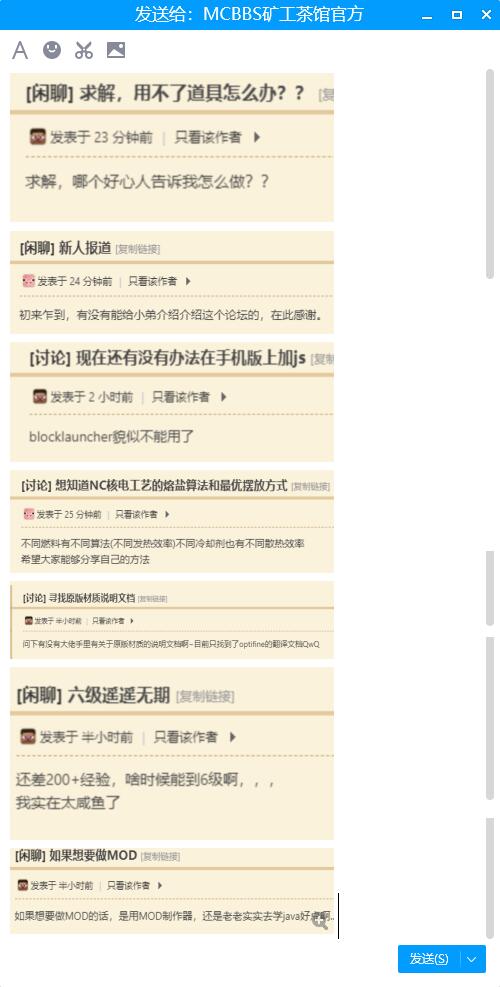 发送给：MCBBS矿工茶馆官方
[闲聊] 求解，用不了道具怎么办？？ [复
发表于 23 分钟前 | 只看该作者
求解，哪个好心人告诉我怎么做？？
[闲聊] 新人报道 [复制链接]
发表于 24 分钟前 | 只看该作者
初来乍到，有没有能给小弟介绍介绍这个论坛的，在此感谢。
[讨论] 现在还有没有办法在手机版上加js [复制
发表于 2 小时前 | 只看该作者
blocklauncher貌似不能用了
[讨论] 想知道NC核电工艺的熔盐算法和最优摆放方式 [复制链接]
发表于 25 分钟前 | 只看该作者
不同燃料有不同算法(不同发热效率)不同冷却剂也有不同散热效率
希望大家能够分享自己的方法
[讨论] 寻找原版材质说明文档 [复制链接]
发表于 半小时前 | 只看该作者
问下有没有大佬手里有关于原版材质的说明文档啊~目前只找到了optifine的翻译文档QwQ
[闲聊] 六级遥遥无期 [复制链接]
发表于 半小时前 | 只看该作者
还差200+经验，啥时候能到6级啊，，，
我实在太咸鱼了
[闲聊] 如果想要做MOD [复制链接]
发表于 半小时前 | 只看该作者
如果想要做MOD的话，是用MOD制作器，还是老老实实去学java好点啊..
发送(S)